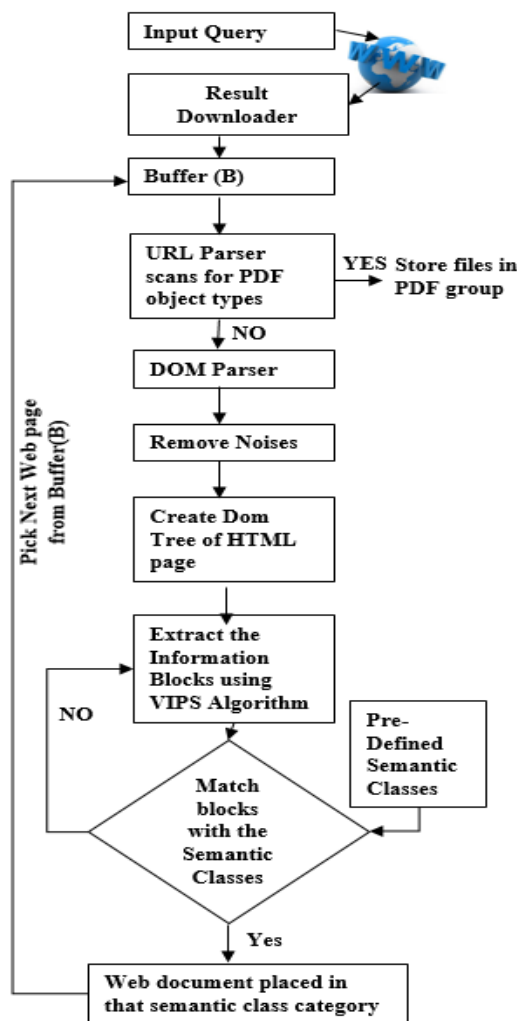 Input Query
WWW
Result
Downloader
Buffer (B)
URL Parser
scans for PDF
object types
YES
Store files in
PDF group
NO
DOM Parser
Remove Noises
Create Dom
Tree of HTML
page
Pick Next Web page
from Buffer(B)
Extract the
Information
Blocks using
VIPS Algorithm
NO
Pre-
Defined
Semantic
Classes
Match
blocks
with the
Semantic
Classes
Yes
Web document placed in
that semantic class category